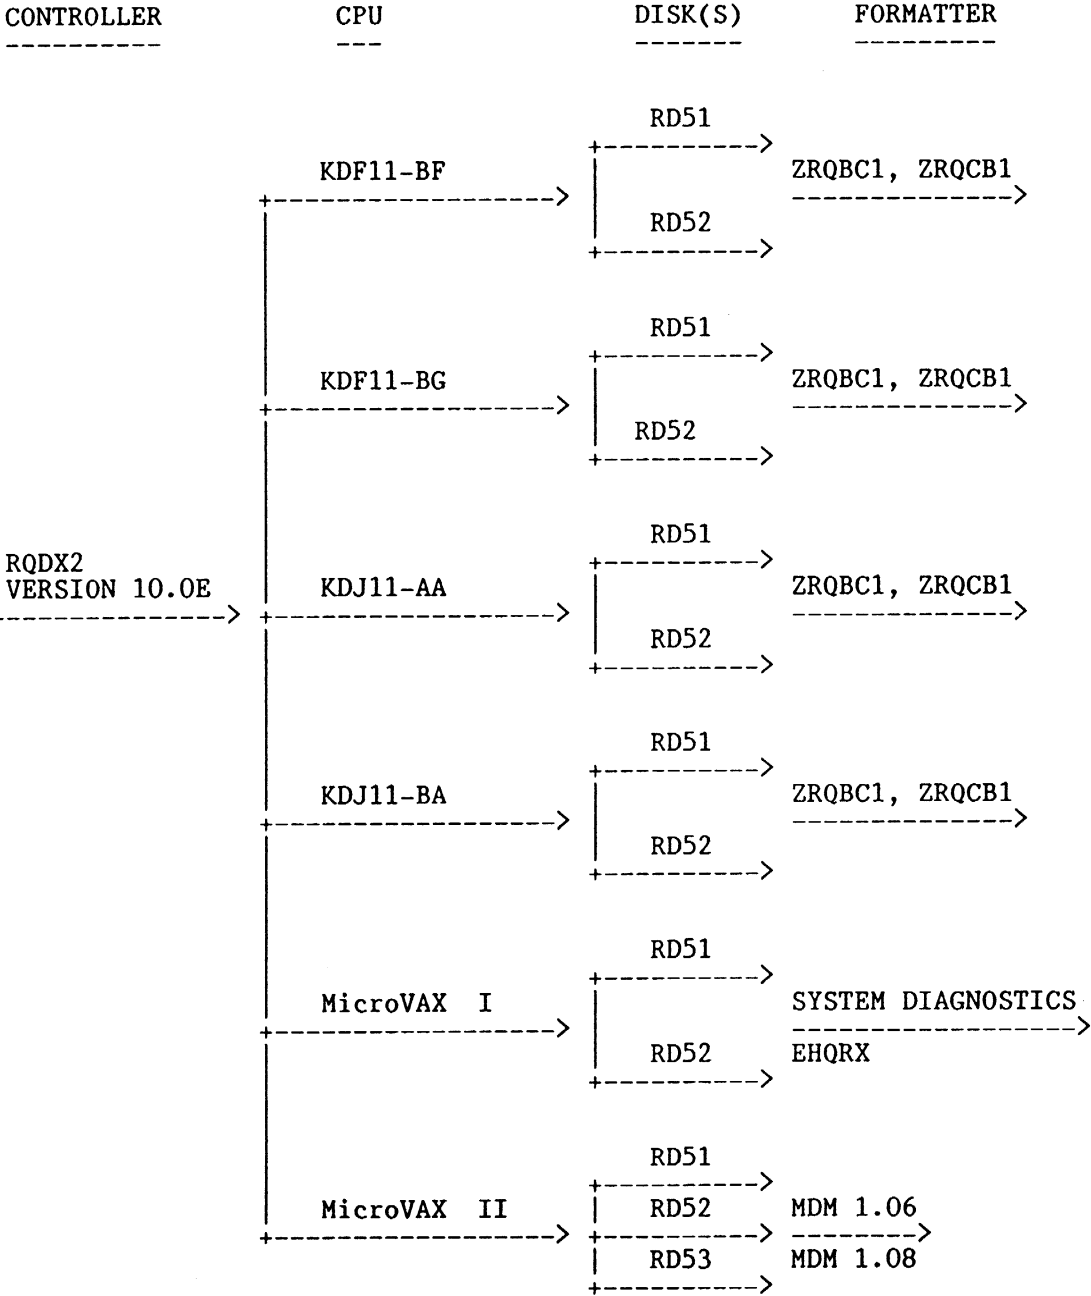 CONTROLLER CPU DISK(S) FORMATTER
RD51
KDF11-BF ZRQBC1, ZRQCB1
RD52
RD51
KDF11-BG ZRQBC1, ZRQCB1
RD52
RD51
RQDX2
VERSION 10.0E KDJ11-AA ZRQBC1, ZRQCB1
RD52
RD51
KDJ11-BA ZRQBC1, ZRQCB1
RD52
RD51
MicroVAX I SYSTEM DIAGNOSTICS
RD52 EHQRX
RD51
MicroVAX II RD52 MDM 1.06
RD53 MDM 1.08